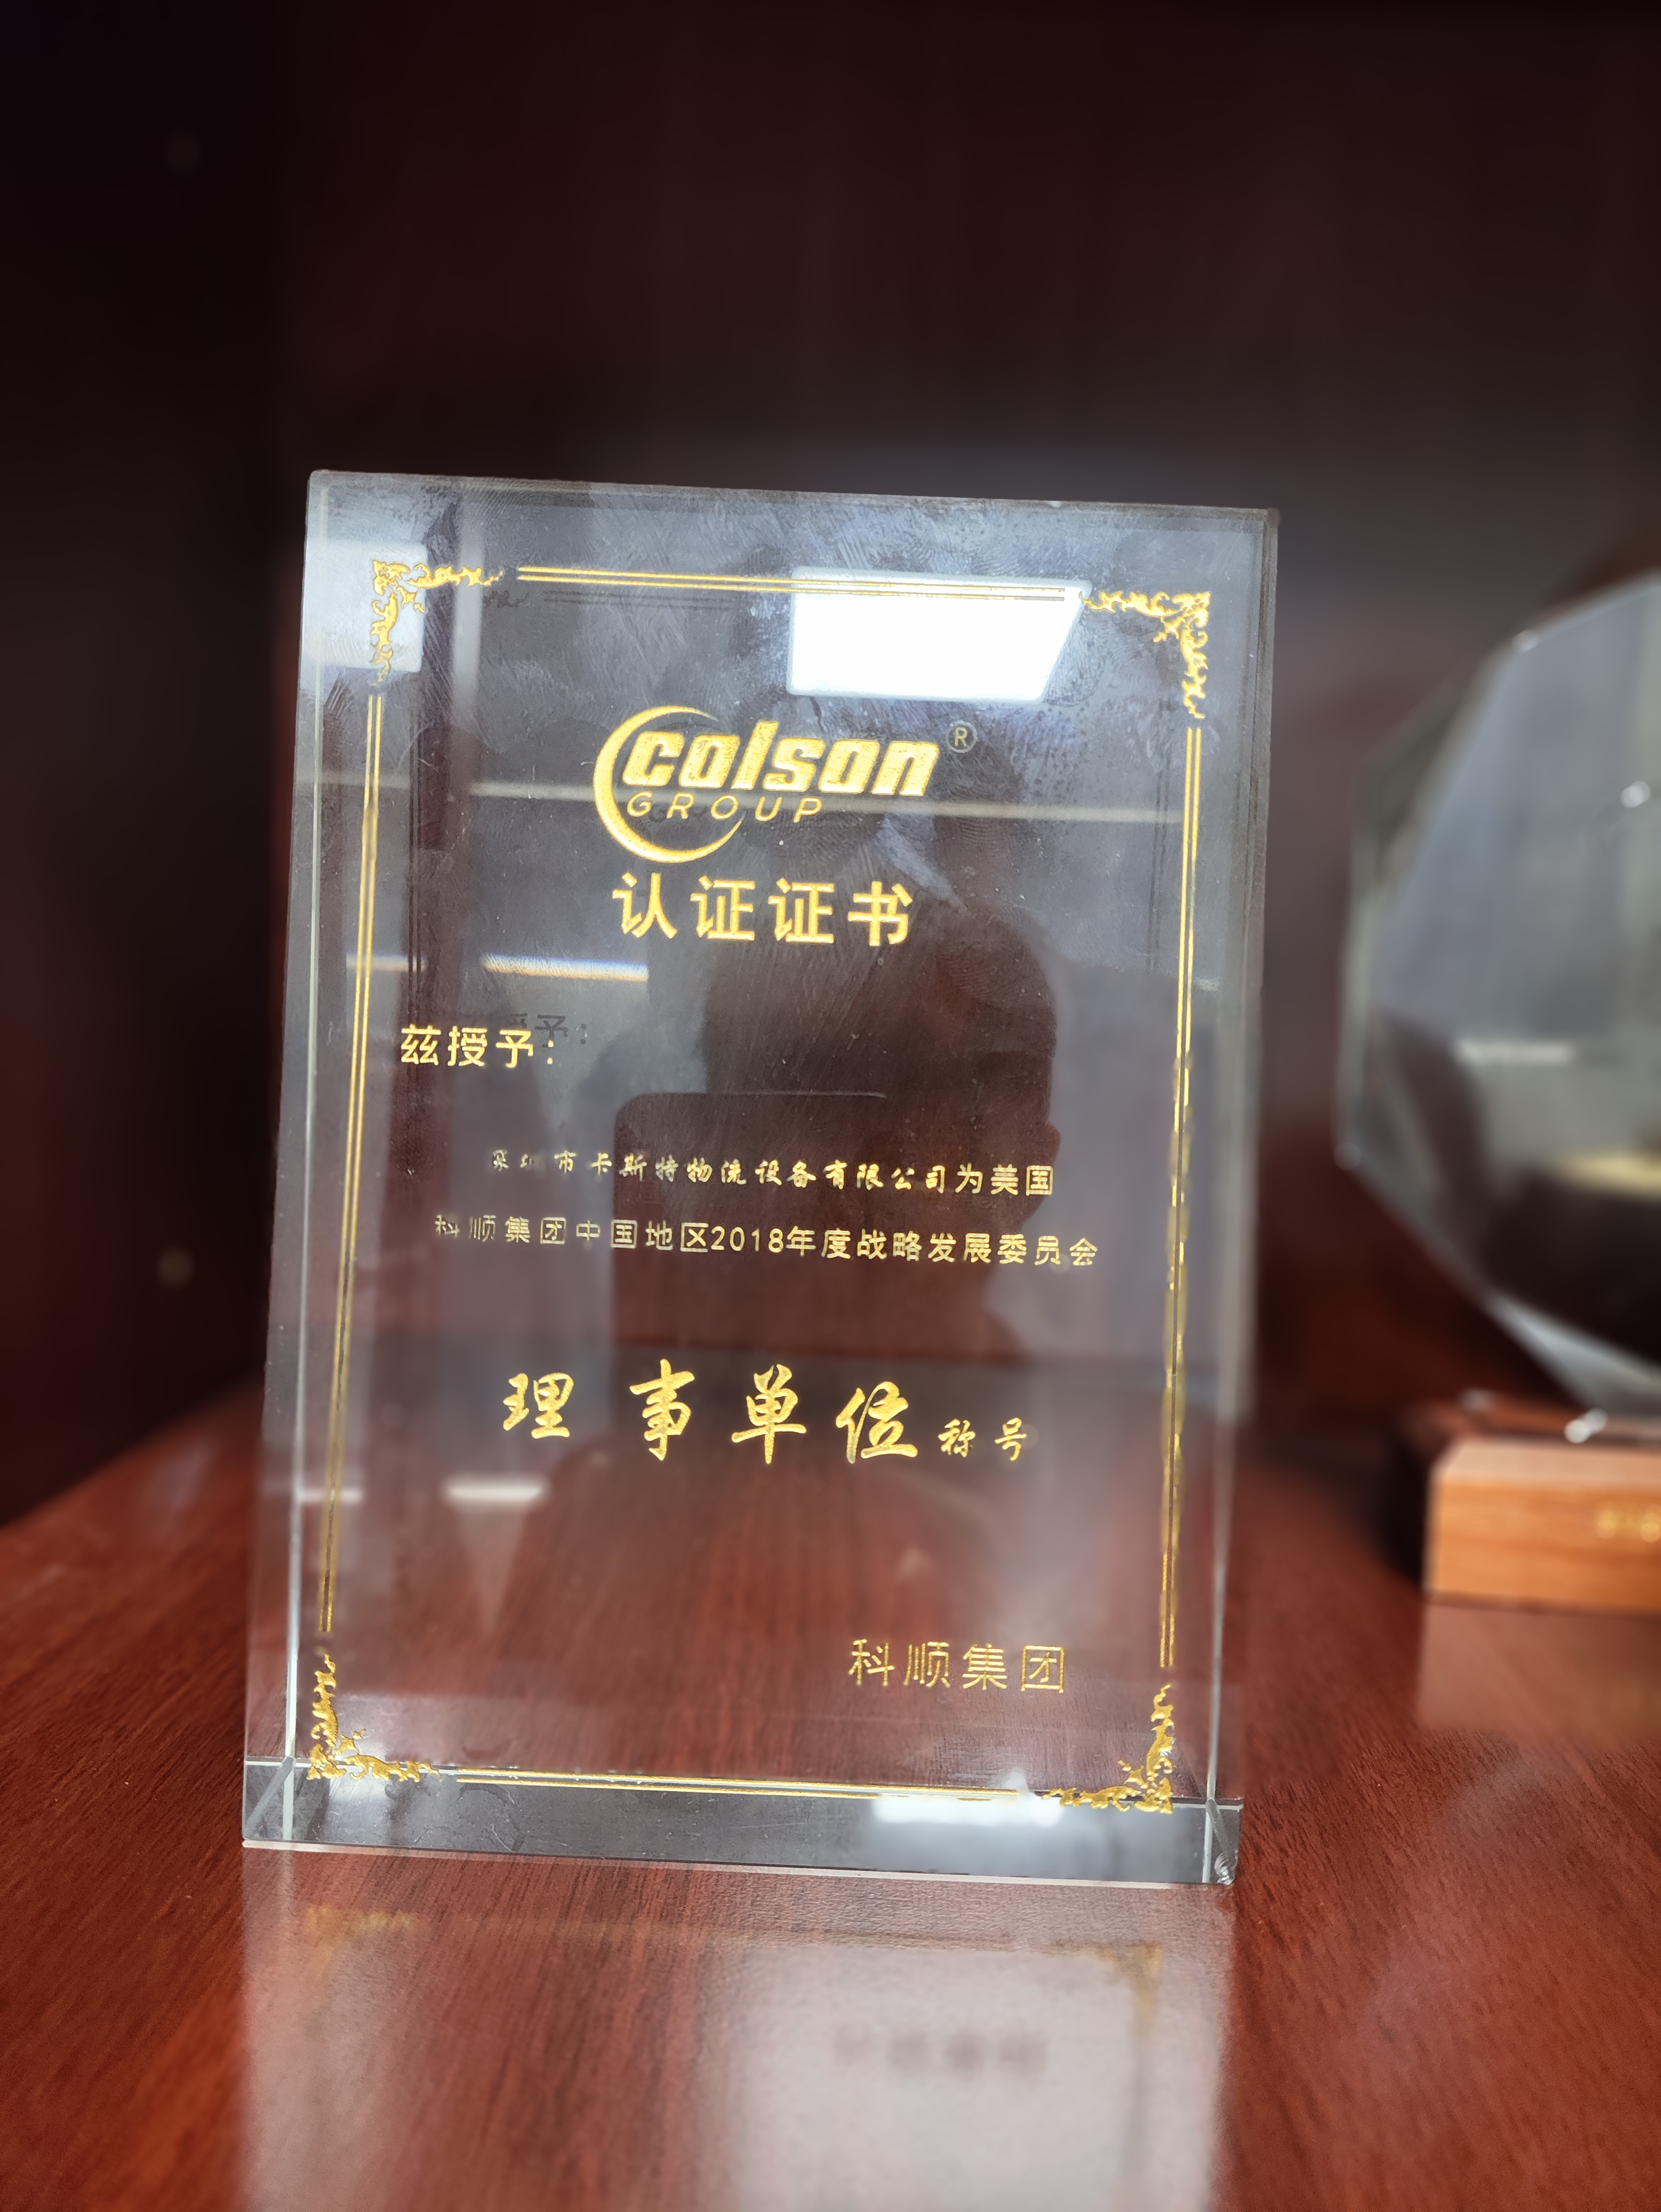 colson ®
GROUP
认证证书
兹授予:
深圳市卡斯特物流设备有限公司为美国
科顺集团中国地区2018年度战略发展委员会
理事单位称号
科顺集团